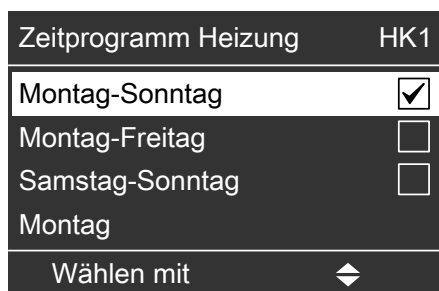 Zeitprogramm Heizung HK1
Montag-Sonntag
Montag-Freitag
Samstag-Sonntag
Montag
Wählen mit